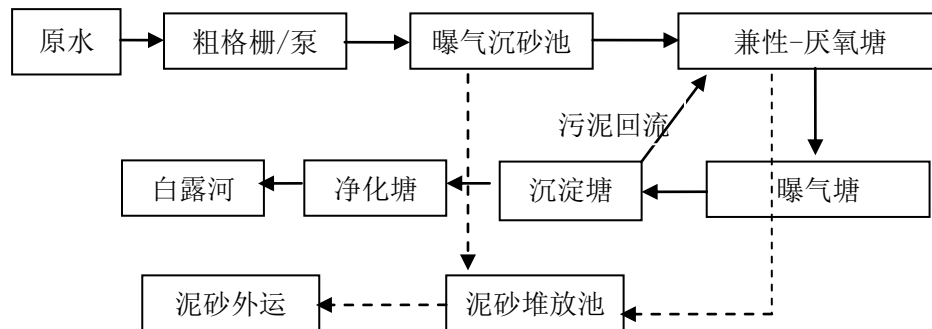 原水
粗格栅/泵
曝气沉砂池
兼性-厌氧塘
污泥回流
白露河
净化塘
沉淀塘
曝气塘
泥砂外运
泥砂堆放池